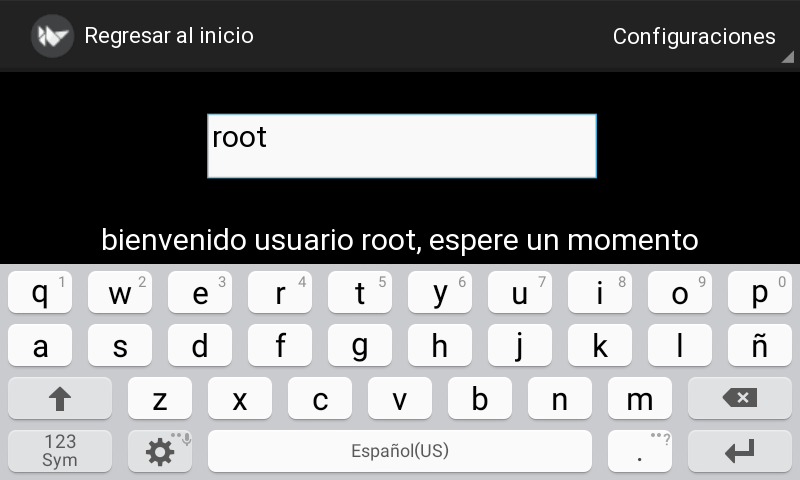 Regresar al inicio
Configuraciones
root
bienvenido usuario root, espere un momento
q 1 w 2 e 3 r 4 t 5 y 6 u 7 i 8 o 9 p 0
a s d f g h j k l ñ
z x c v b n m
123
Sym
Español(US)
. ?